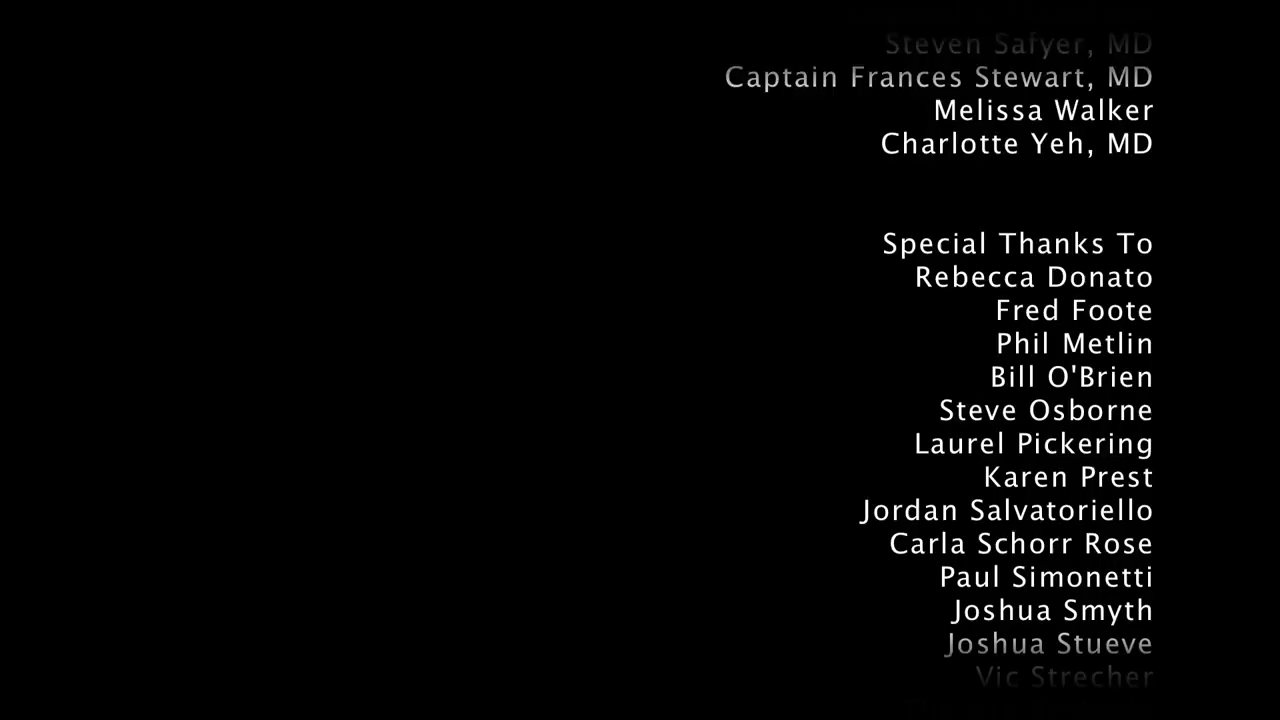 Steven Safyer, MD
Captain Frances Stewart, MD
Melissa Walker
Charlotte Yeh, MD
Special Thanks To
Rebecca Donato
Fred Foote
Phil Metlin
Bill O'Brien
Steve Osborne
Laurel Pickering
Karen Prest
Jordan Salvatoriello
Carla Schorr Rose
Paul Simonetti
Joshua Smyth
Joshua Stueve
Vic Strecher